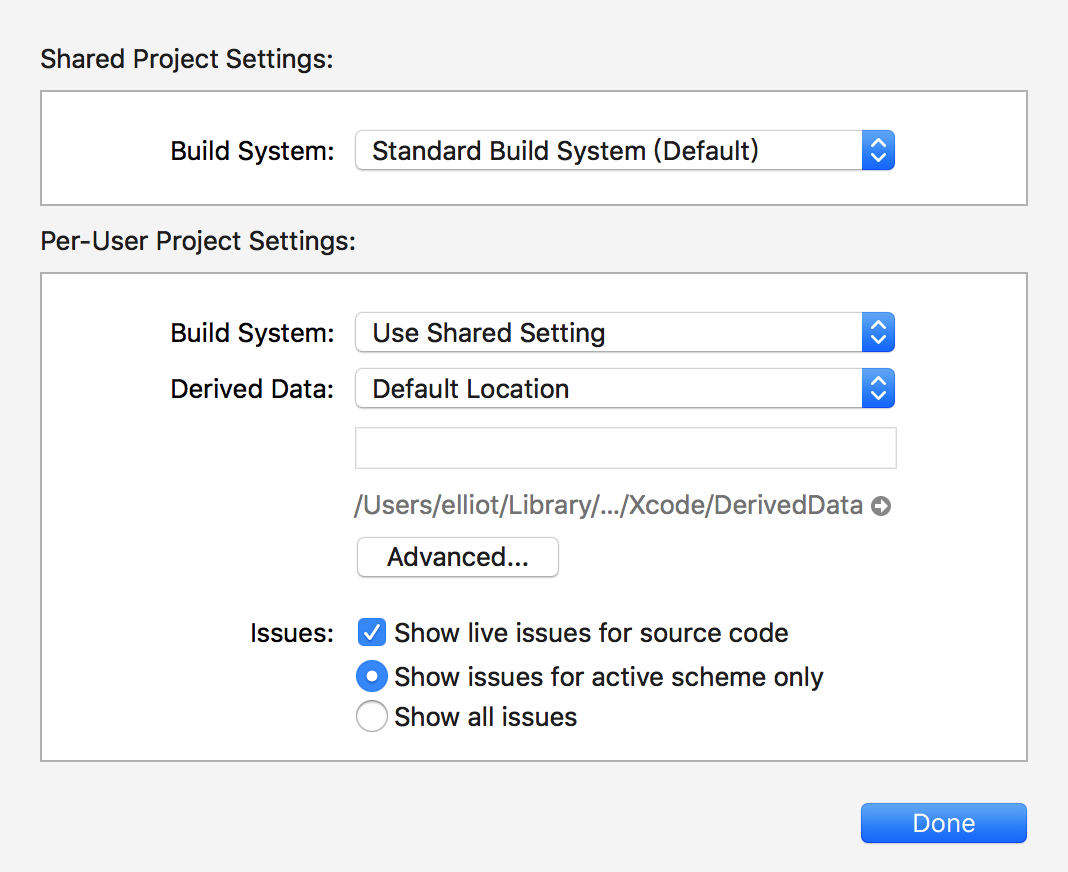 Shared Project Settings:
Build System: Standard Build System (Default)
Per-User Project Settings:
Build System: Use Shared Setting
Derived Data: Default Location
/Users/elliot/Library/.../Xcode/DerivedData
Advanced...
Issues: Show live issues for source code
Show issues for active scheme only
Show all issues
Done